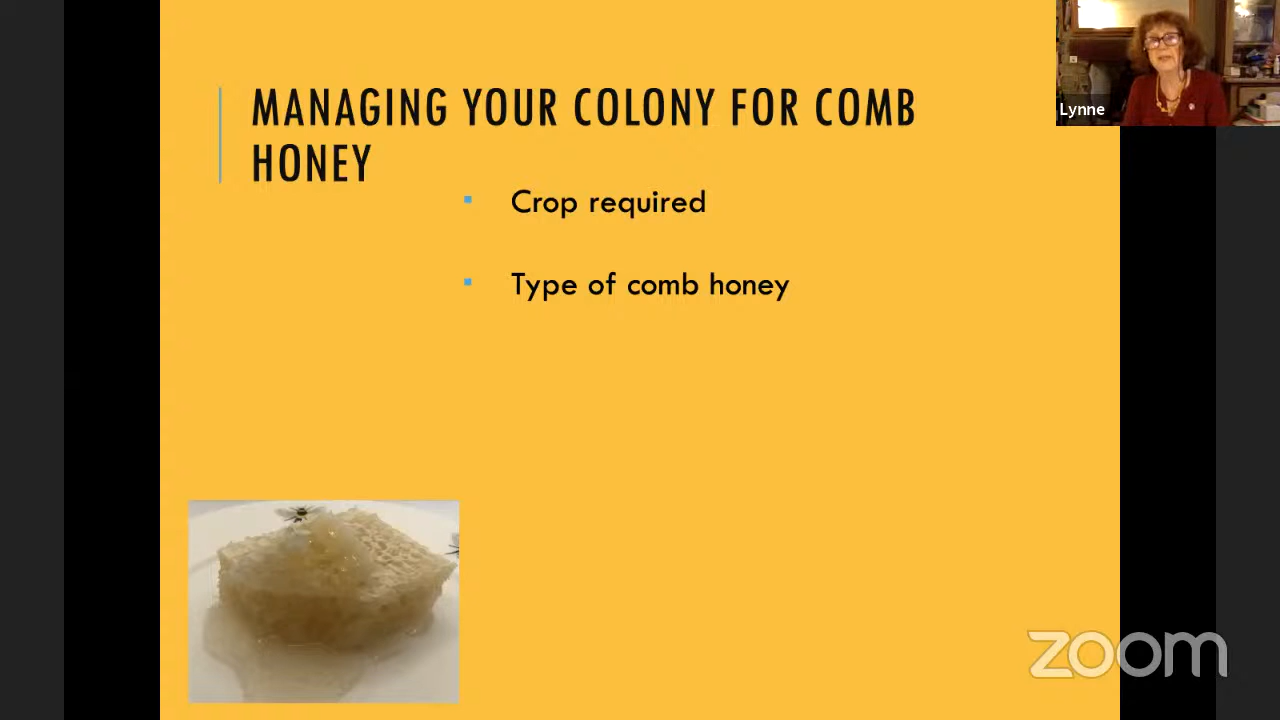 MANAGING YOUR COLONY FOR COMB
HONEY
Crop required
Type of comb honey
Lynne
zoom